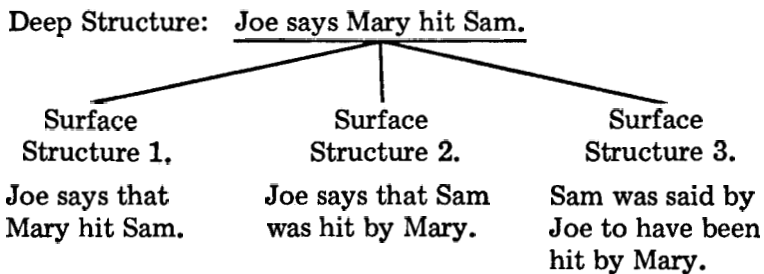 Deep Structure: Joe says Mary hit Sam.
Surface
Structure 1.
Joe says that
Mary hit Sam.
Surface
Structure 2.
Joe says that Sam
was hit by Mary.
Surface
Structure 3.
Sam was said by
Joe to have been
hit by Mary.